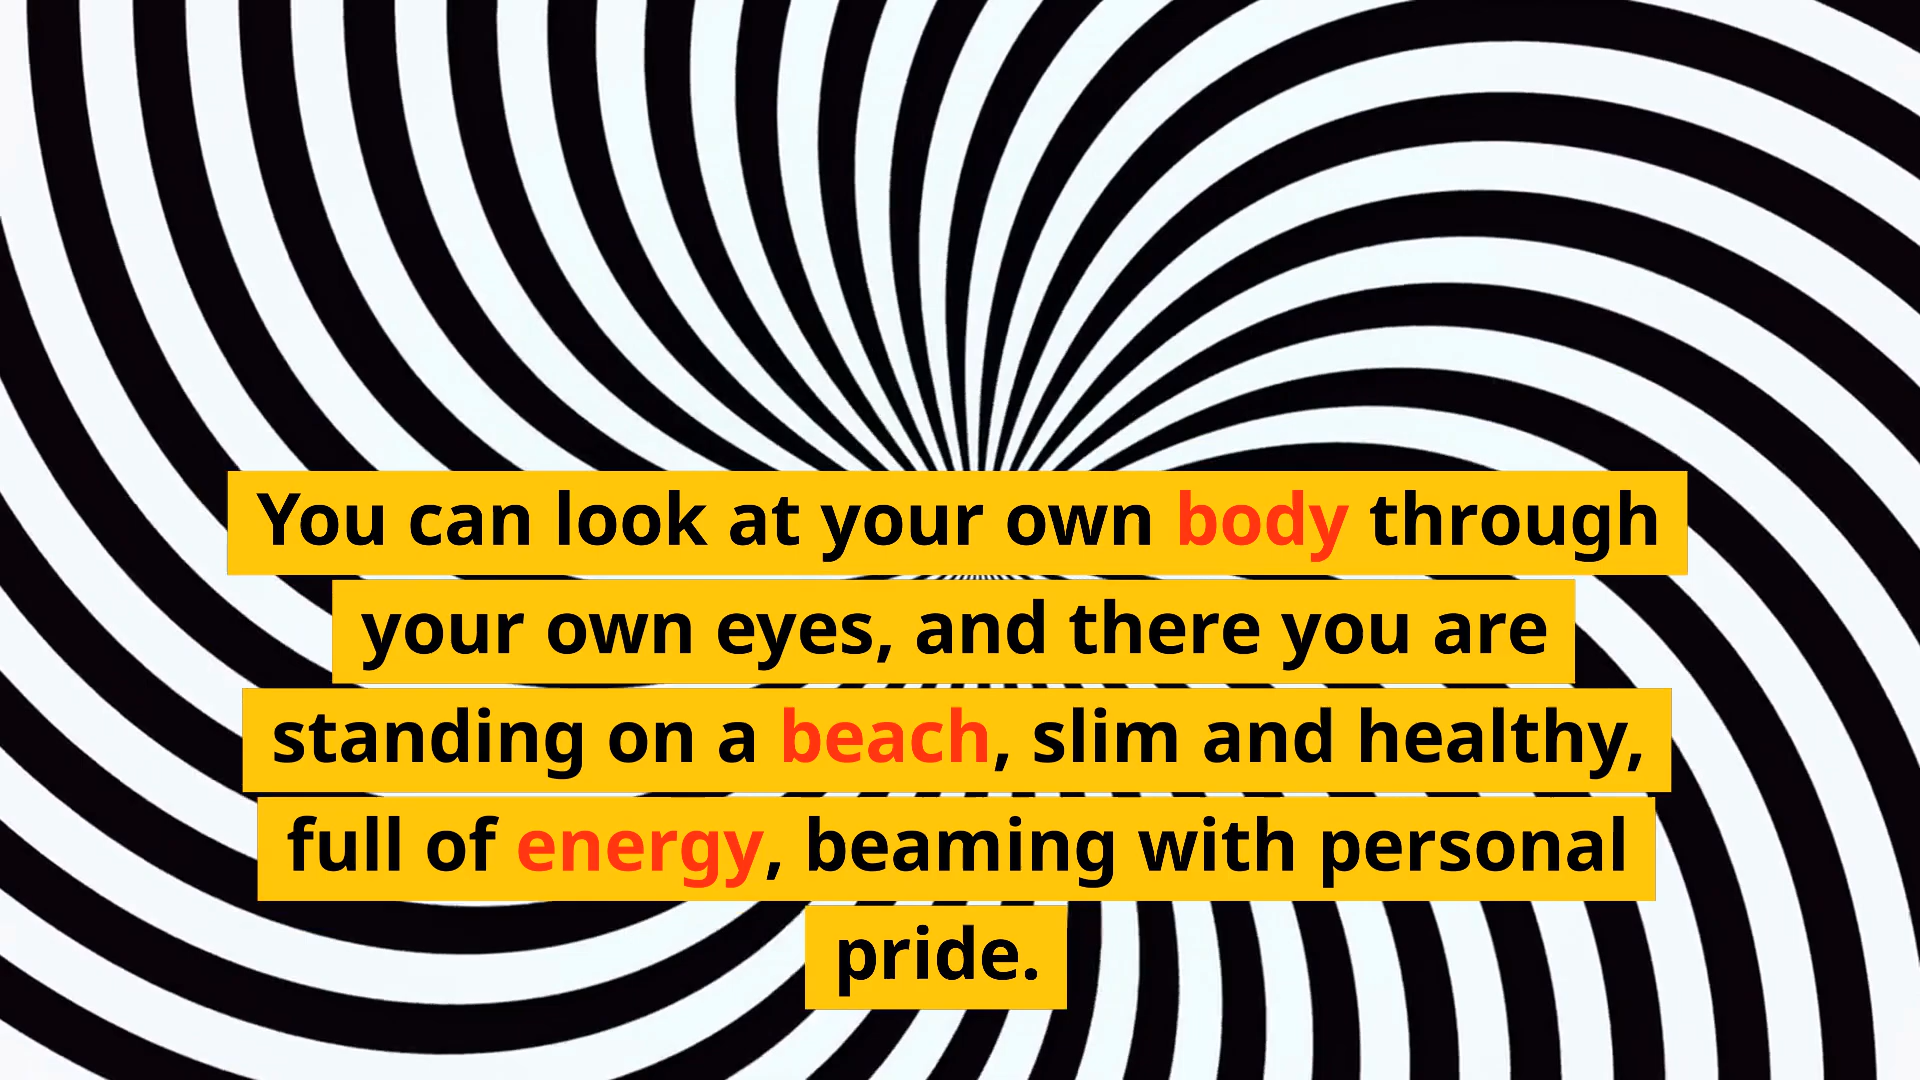 You can look at your own body through
your own eyes, and there you are
standing on a beach, slim and healthy,
full of energy, beaming with personal
pride.